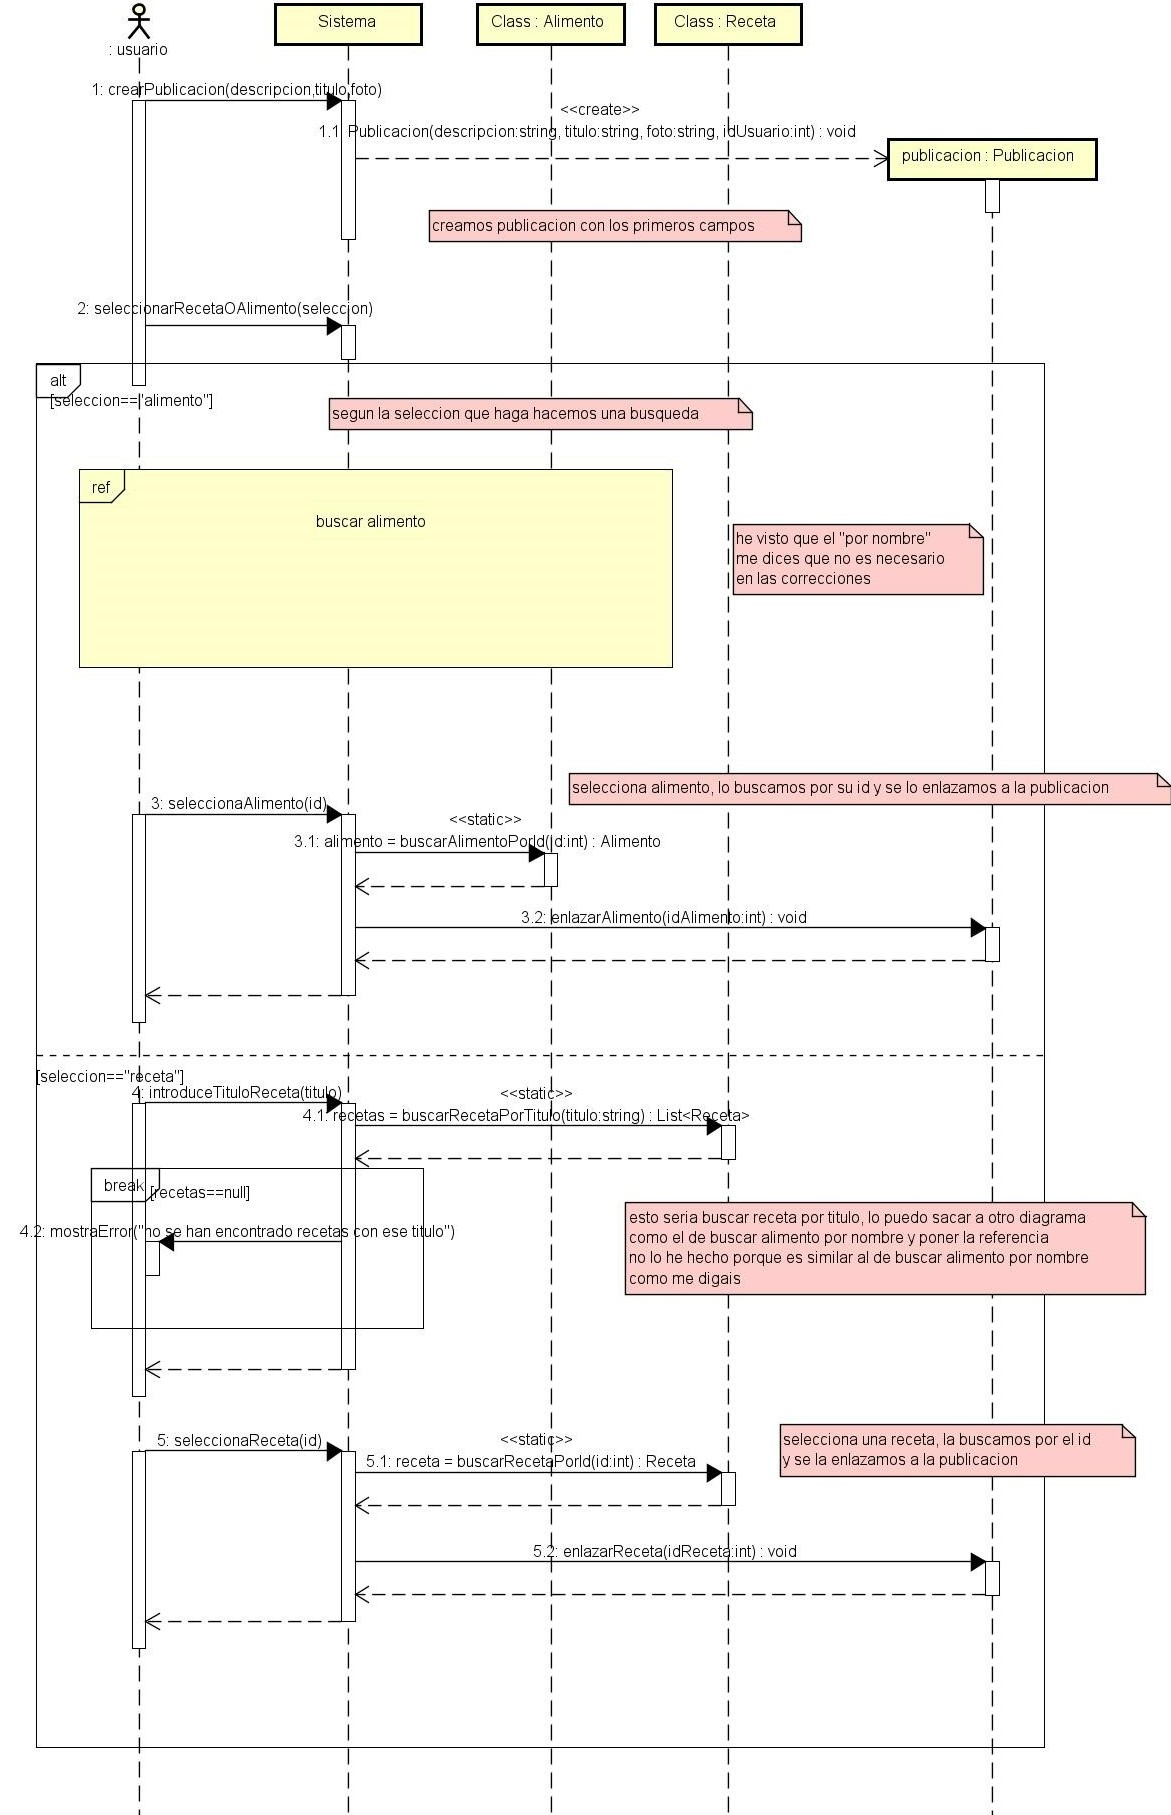 : usuario
Sistema
Class : Alimento
Class : Receta
1: crearPublicacion(descripcion,titulo,foto)
<<create>>
1.1: Publicacion(descripcion:string, titulo:string, foto:string, idUsuario:int) : void
publicacion : Publicacion
creamos publicacion con los primeros campos
2: seleccionarRecetaOAlimento(seleccion)
alt
[seleccion=="alimento"]
segun la seleccion que haga hacemos una busqueda
ref
buscar alimento
he visto que el "por nombre"
me dices que no es necesario
en las correcciones
selecciona alimento, lo buscamos por su id y se lo enlazamos a la publicacion
3: seleccionaAlimento(id)
<<static>>
3.1: alimento = buscarAlimentoPorId(id:int) : Alimento
3.2: enlazarAlimento(idAlimento:int) : void
[seleccion=="receta"]
4: introduceTituloReceta(titulo)
<<static>>
4.1: recetas = buscarRecetaPorTitulo(titulo:string) : List<Receta>
break
[recetas==null]
4.2: mostraError("no se han encontrado recetas con ese titulo")
esto seria buscar receta por titulo, lo puedo sacar a otro diagrama
como el de buscar alimento por nombre y poner la referencia
no lo he hecho porque es similar al de buscar alimento por nombre
como me digais
5: seleccionaReceta(id)
<<static>>
5.1: receta = buscarRecetaPorId(id:int) : Receta
selecciona una receta, la buscamos por el id
y se la enlazamos a la publicacion
5.2: enlazarReceta(idReceta:int) : void